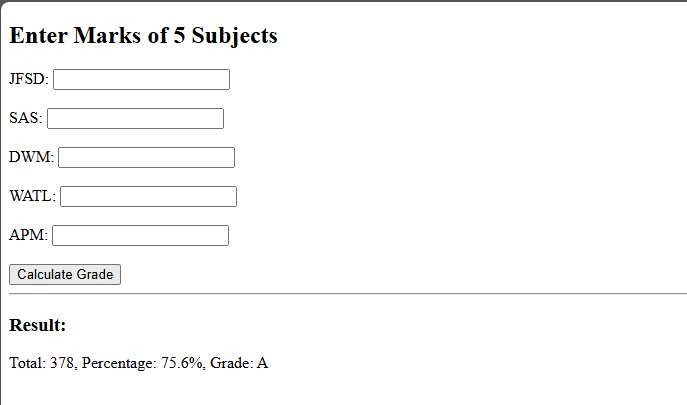 Enter Marks of 5 Subjects
JFSD:
SAS:
DWM:
WATL:
APM:
Calculate Grade
Result:
Total: 378, Percentage: 75.6%, Grade: A